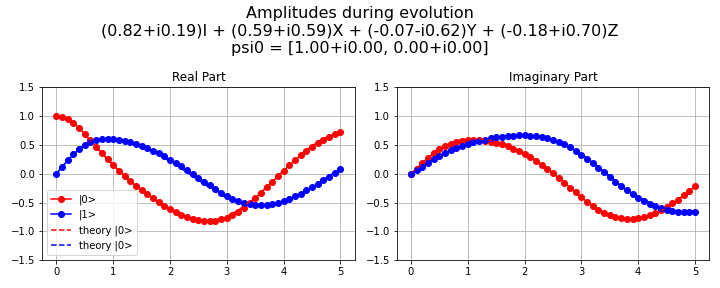 Amplitudes during evolution
(0.82+i0.19)I + (0.59+i0.59)X + (-0.07-i0.62)Y + (-0.18+i0.70)Z
psi0 = [1.00+i0.00, 0.00+i0.00]
Real Part
1.5
1.0
0.5
0.0
−0.5
−1.0
−1.5
|0>
|1>
theory |0>
theory |0>
0 1 2 3 4 5
Imaginary Part
1.5
1.0
0.5
0.0
−0.5
−1.0
−1.5
0 1 2 3 4 5